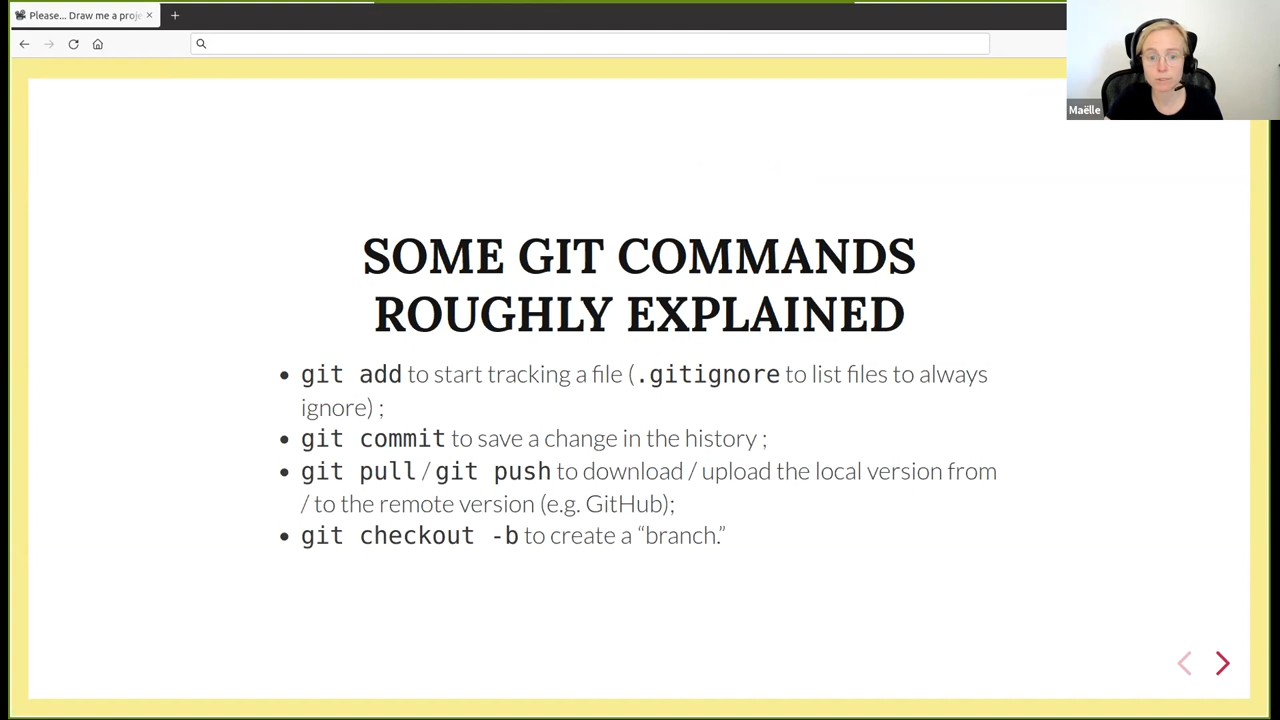 Please... Draw me a proje
Maëlle
SOME GIT COMMANDS
ROUGHLY EXPLAINED
git add to start tracking a file (.gitignore to list files to always
ignore) ;
git commit to save a change in the history ;
git pull / git push to download / upload the local version from
/ to the remote version (e.g. GitHub);
git checkout -b to create a “branch.”